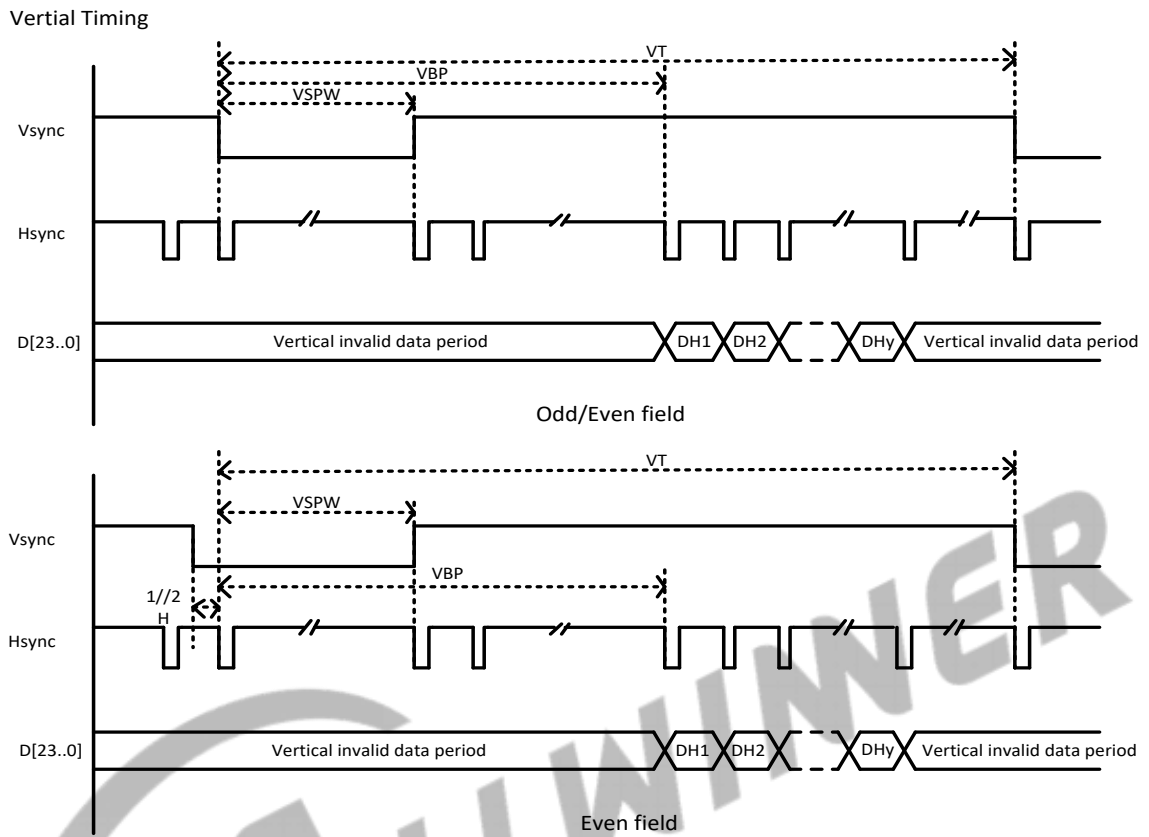 Vertial Timing
VT
VBP
VSPW
Vsync
Hsync
D[23..0]
Vertical invalid data period
DH1
DH2
DHy
Vertical invalid data period
Odd/Even field
VT
VSPW
Vsync
VBP
1//2
H
Hsync
D[23..0]
Vertical invalid data period
DH1
DH2
DHy
Vertical invalid data period
Even field